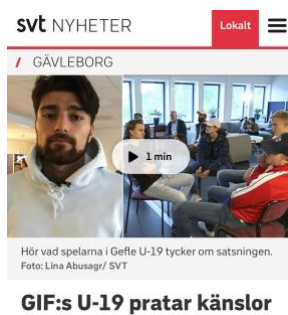 svt NYHETER
Lokalt
/ GÄVLEBORG
1 min
Hör vad spelarna i Gefle U-19 tycker om satsningen.
Foto: Lina Abusagr/ SVT
GIF:s U-19 pratar känslor